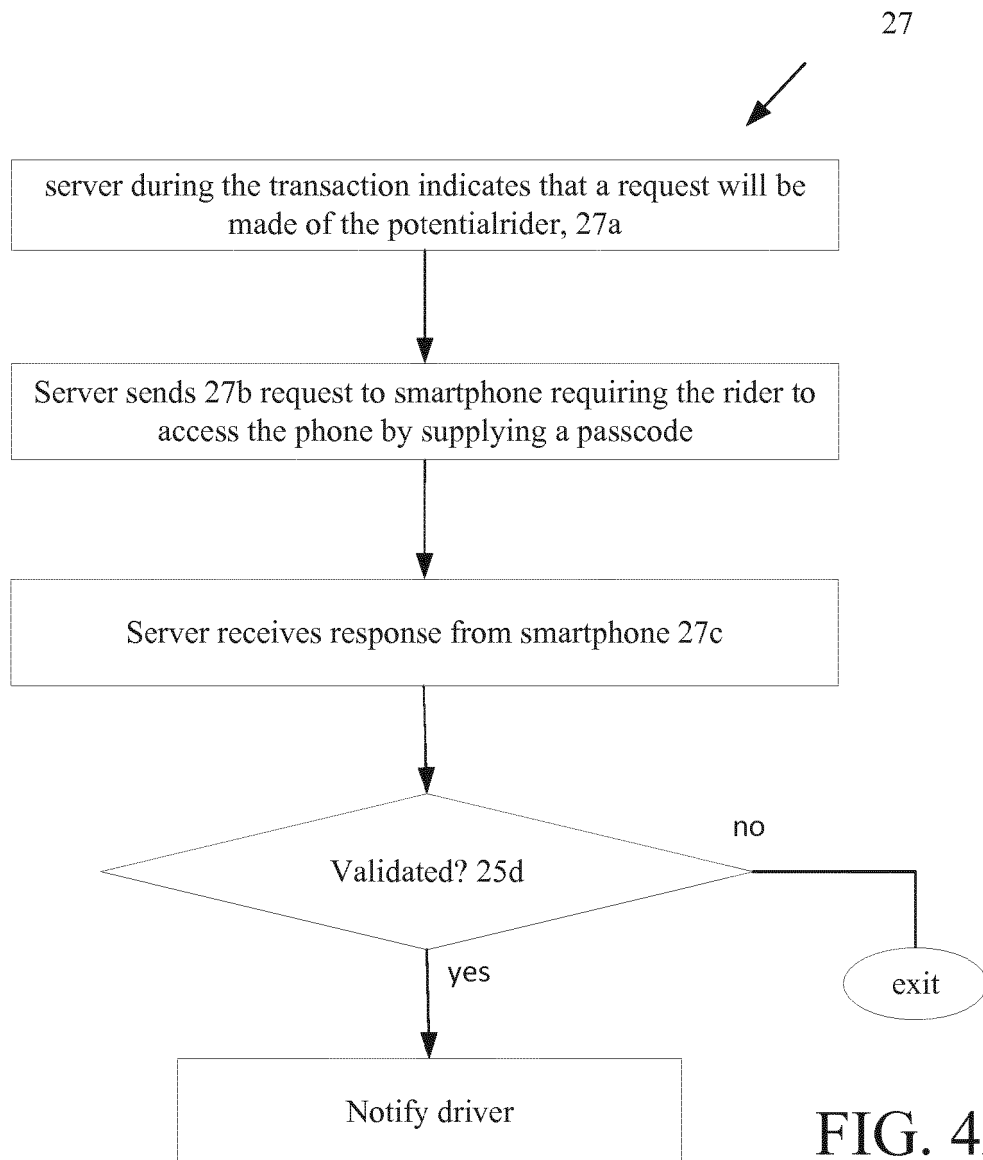 27
server during the transaction indicates that a request will be
made of the potentialrider, 27a
Server sends 27b request to smartphone requiring the rider to
access the phone by supplying a passcode
Server receives response from smartphone 27c
Validated? 25d
no
yes
exit
Notify driver
FIG. 4